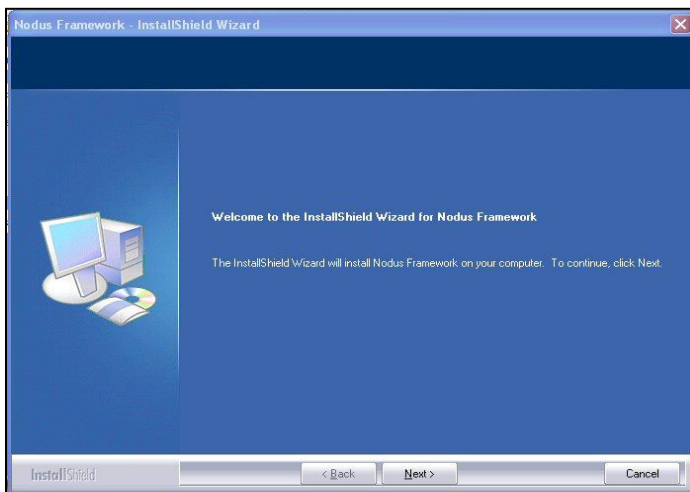 Nodus Framework - InstallShield Wizard
Welcome to the InstallShield Wizard for Nodus Framework
The InstallShield Wizard will install Nodus Framework on your computer. To continue, click Next.
InstallShield
< Back
Next >
Cancel